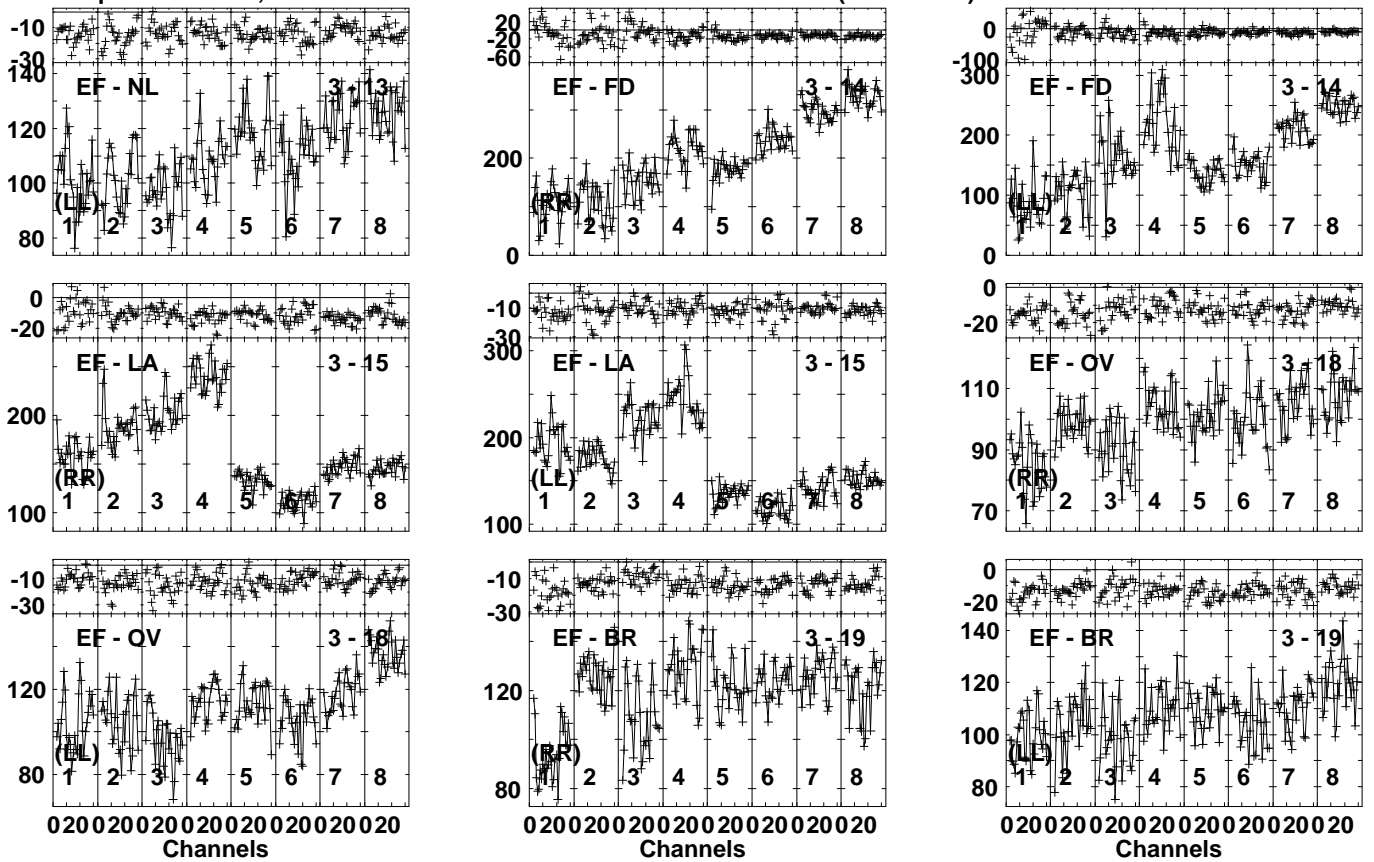 -10 20 0
-30 -20 -60 -100
140 EF - NL 3 - 13 EF - FD 3 - 14 300 EF - FD 3 - 14
120 200 200
100 (LL) (RR) 100 (LL)
80 1 2 3 4 5 6 7 8 1 2 3 4 5 6 7 8 1 2 3 4 5 6 7 8
0 0
0 -10 0
-20 -30 -20
EF - LA 3 - 15 300 EF - LA 3 - 15 EF - OV 3 - 18
200 200 110
90
(RR) (LL) (RR)
100 1 2 3 4 5 6 7 8 100 1 2 3 4 5 6 7 8 70 1 2 3 4 5 6 7 8
-10 -10 0
-30 -30 -20
EF - OV 3 - 18 EF - BR 3 - 19 140 EF - BR 3 - 19
120 120 120
100
(LL) (RR) (LL)
80 1 2 3 4 5 6 7 8 80 1 2 3 4 5 6 7 8 80 1 2 3 4 5 6 7 8
0 20 0 20 0 20 0 20 0 20 0 20 0 20 0 20 0 20 0 20 0 20 0 20 0 20 0 20 0 20 0 20 0 20 0 20 0 20 0 20 0 20 0 20 0 20 0 20
Channels Channels Channels